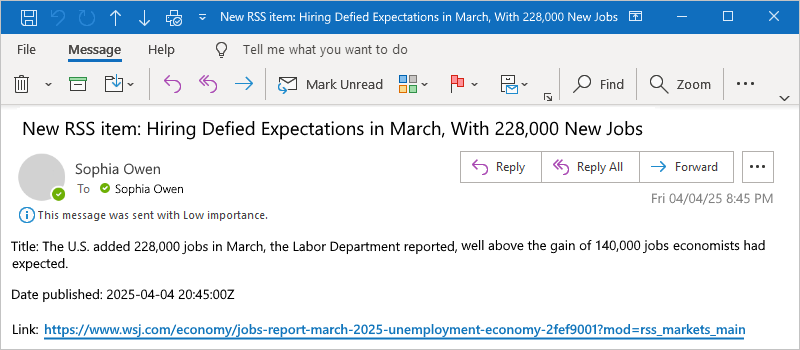 New RSS item: Hiring Defied Expectations in March, With 228,000 New Jobs
File Message Help Tell me what you want to do
Mark Unread Find Zoom
New RSS item: Hiring Defied Expectations in March, With 228,000 New Jobs
Sophia Owen
To Sophia Owen
Reply Reply All Forward
Fri 04/04/25 8:45 PM
This message was sent with Low importance.
Title: The U.S. added 228,000 jobs in March, the Labor Department reported, well above the gain of 140,000 jobs economists had
expected.
Date published: 2025-04-04 20:45:00Z
Link: https://www.wsj.com/economy/jobs-report-march-2025-unemployment-economy-2fef9001?mod=rss_markets_main